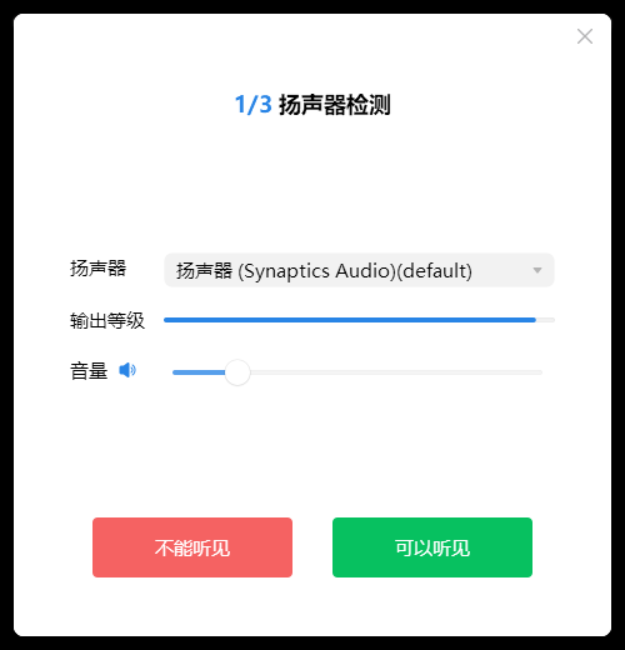 1/3 扬声器检测
扬声器 扬声器 (Synaptics Audio)(default)
输出等级
音量
不能听见 可以听见